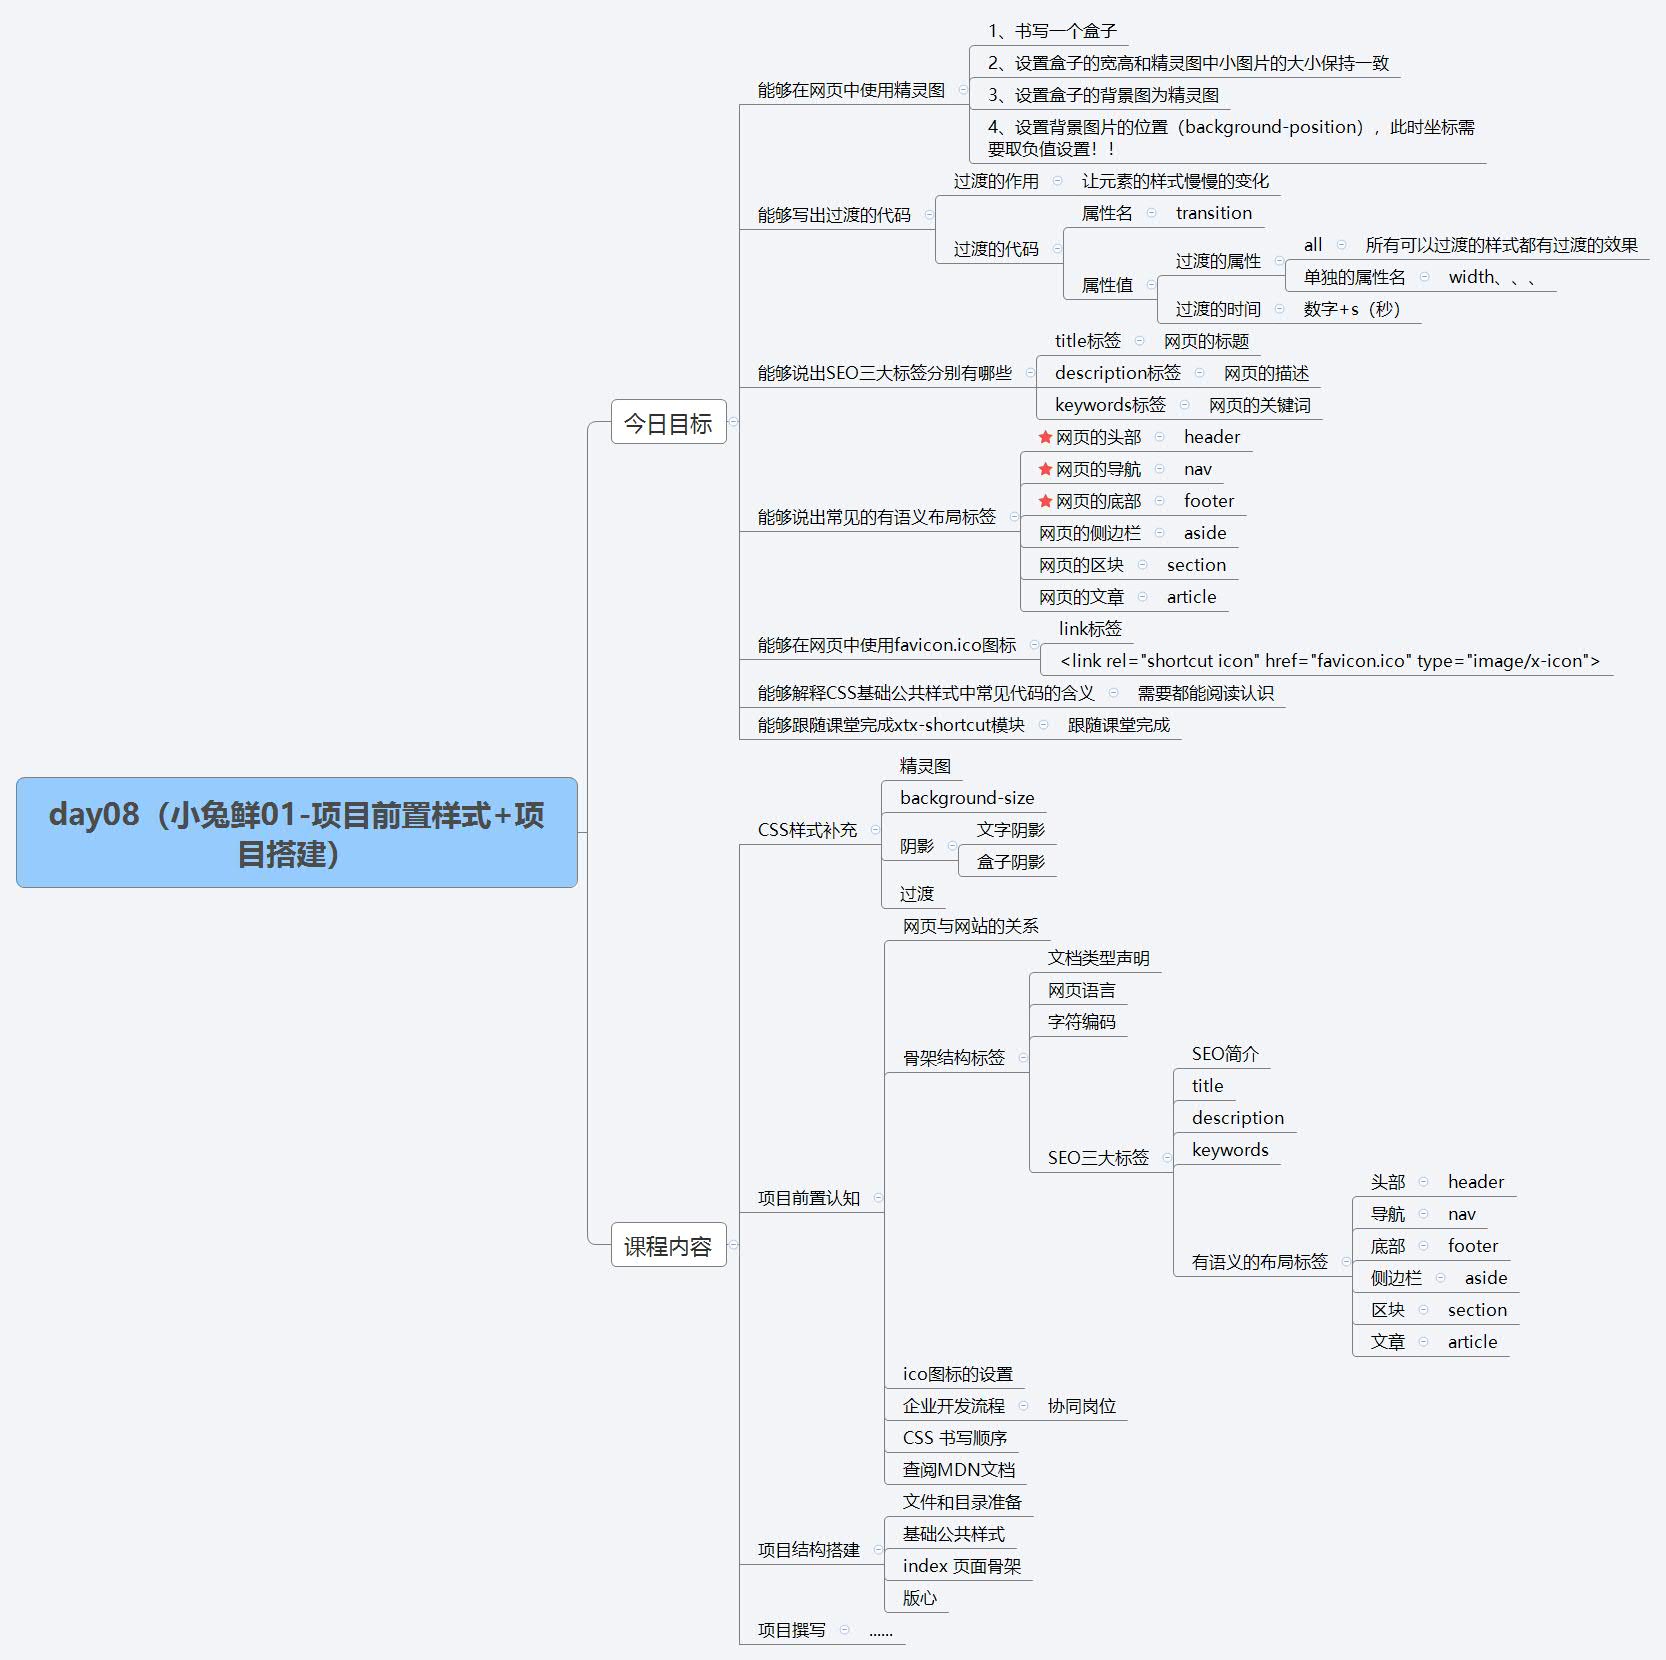 day08（小兔鲜01-项目前置样式+项
目搭建）
今日目标
能够在网页中使用精灵图
1、书写一个盒子
2、设置盒子的宽高和精灵图中小图片的大小保持一致
3、设置盒子的背景图为精灵图
4、设置背景图片的位置（background-position），此时坐标需
要取负值设置！！
能够写出过渡的代码
过渡的作用
让元素的样式慢慢的变化
过渡的代码
属性名
transition
属性值
过渡的属性
all
所有可以过渡的样式都有过渡的效果
单独的属性名
width、、、
过渡的时间
数字+s（秒）
能够说出SEO三大标签分别有哪些
title标签
网页的标题
description标签
网页的描述
keywords标签
网页的关键词
能够说出常见的有语义布局标签
网页的头部
header
网页的导航
nav
网页的底部
footer
网页的侧边栏
aside
网页的区块
section
网页的文章
article
能够在网页中使用favicon.ico图标
link标签
<link rel="shortcut icon" href="favicon.ico" type="image/x-icon">
能够解释CSS基础公共样式中常见代码的含义
需要都能阅读认识
能够跟随课堂完成xtx-shortcut模块
跟随课堂完成
课程内容
CSS样式补充
精灵图
background-size
阴影
文字阴影
盒子阴影
过渡
项目前置认知
网页与网站的关系
骨架结构标签
文档类型声明
网页语言
字符编码
SEO三大标签
SEO简介
title
description
keywords
有语义的布局标签
头部
header
导航
nav
底部
footer
侧边栏
aside
区块
section
文章
article
ico图标的设置
企业开发流程
协同岗位
CSS 书写顺序
查阅MDN文档
项目结构搭建
文件和目录准备
基础公共样式
index 页面骨架
版心
项目撰写
......